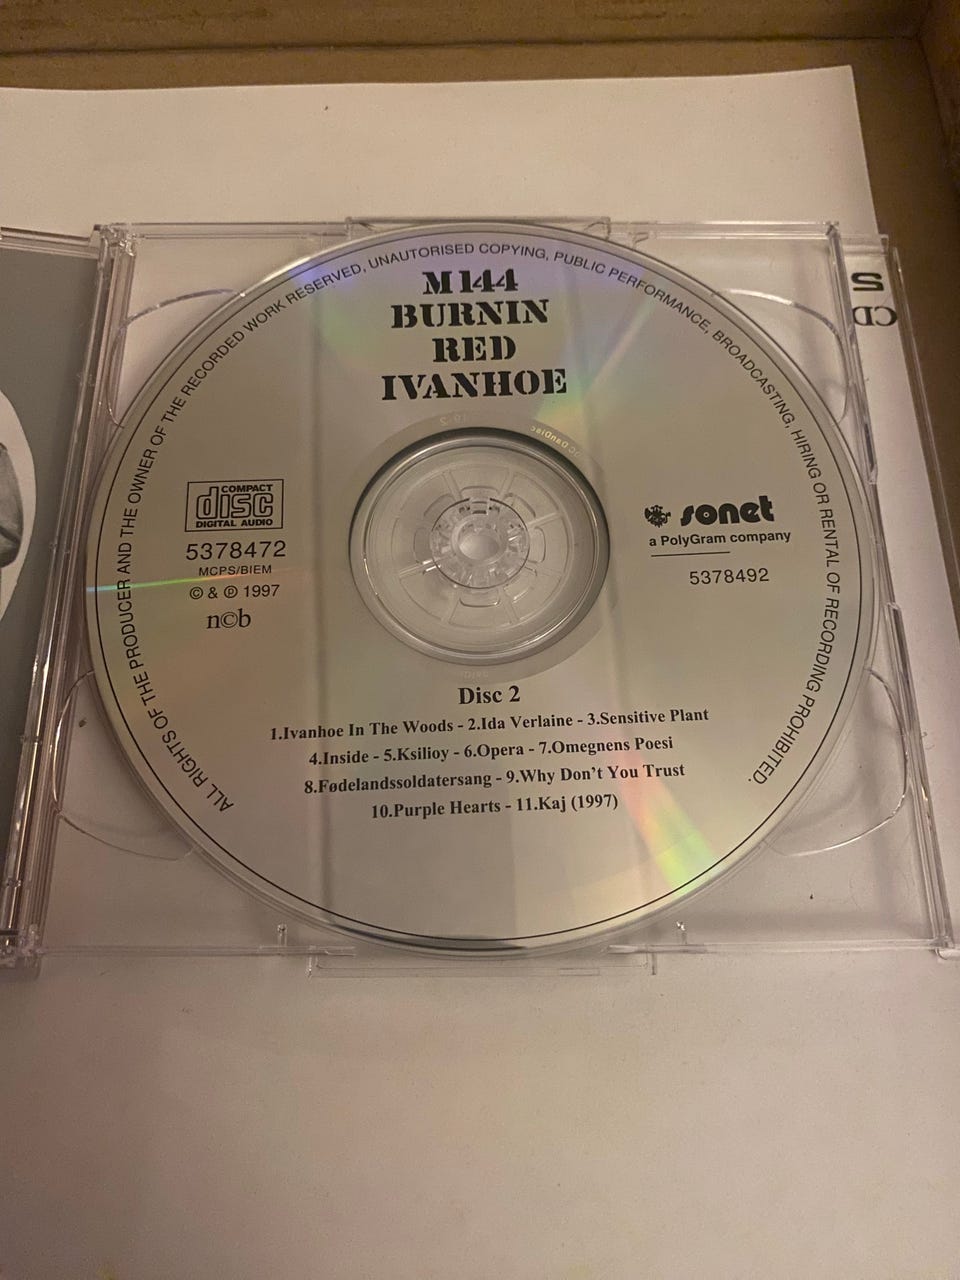 ALL RIGHTS OF THE PRODUCER AND THE OWNER OF THE RECORDED WORK RESERVED, UNAUTORISED COPYING, PUBLIC PERFORMANCE, BROADCASTING, HIRING OR RENTAL OF RECORDING PROHIBITED.
M 144
BURNIN
RED
IVANHOE
COMPACT
disc
DIGITAL AUDIO
5378472
MCPS/BIEM
© & ℗ 1997
n©b
sonet
a PolyGram company
5378492
Disc 2
1.Ivanhoe In The Woods - 2.Ida Verlaine - 3.Sensitive Plant
4.Inside - 5.Ksilioy - 6.Opera - 7.Omegnens Poesi
8.Fødelandssoldatersang - 9.Why Don't You Trust
10.Purple Hearts - 11.Kaj (1997)
CD